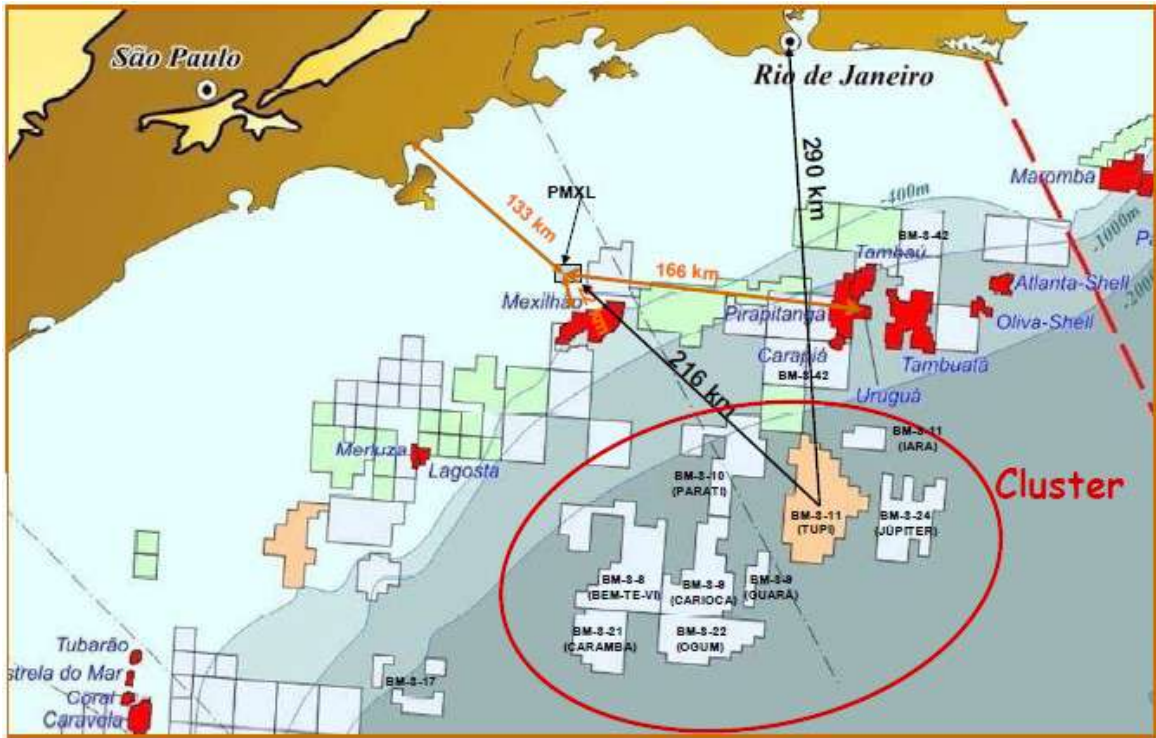 São Paulo
Rio de Janeiro
290 km
Maromba
-400m
PMXL
133 km
BM-S-42
-1000m
Tambaú
166 km
Atlanta-Shell
Mexilhão
Pirapitanga
Oliva-Shell
Carapiá
Tambuatá
BM-S-42
216 km
Uruguá
BM-S-11
(IARA)
Merluza
Lagosta
BM-S-10
(PARATI)
Cluster
BM-S-11
(TUPI)
BM-S-24
(JÚPITER)
BM-S-8
(BEM-TE-VI)
BM-S-9
(CARIOCA)
BM-S-9
(GUARÁ)
BM-S-21
(CARAMBA)
BM-S-22
(OGUM)
Tubarão
strela do Mar
BM-S-17
Coral
Caravela